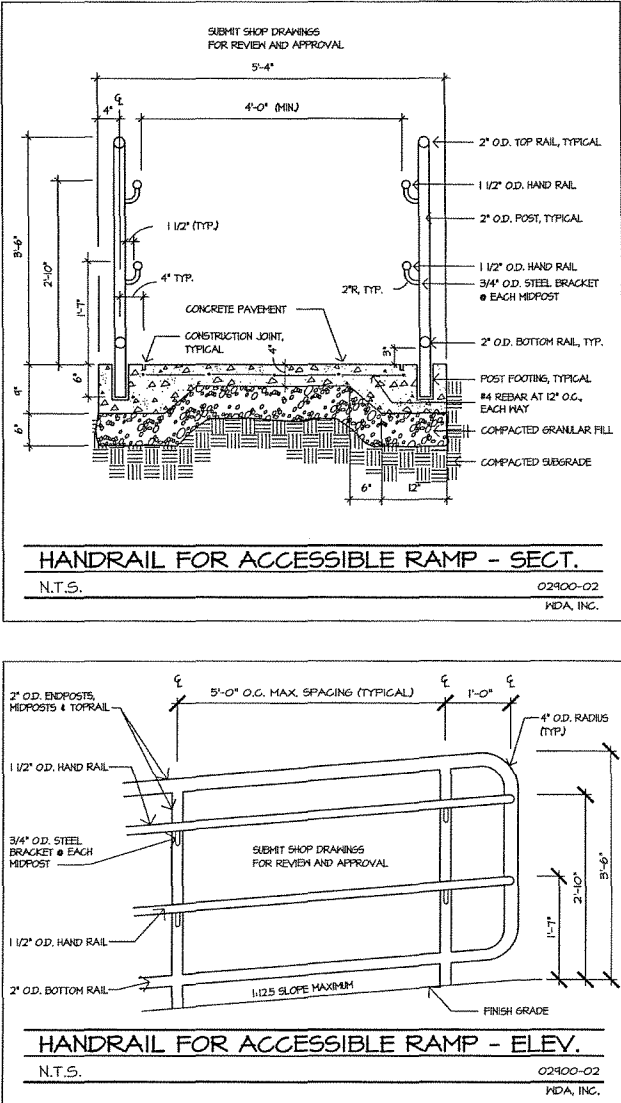 SUBMIT SHOP DRAWINGS
FOR REVIEW AND APPROVAL
5'-4"
℄
4"
4'-0" (MIN.)
2" O.D. TOP RAIL, TYPICAL
1 1/2" O.D. HAND RAIL
2" O.D. POST, TYPICAL
1 1/2" (TYP.)
3'-6"
2'-10"
1'-7"
4" TYP.
2"R, TYP.
1 1/2" O.D. HAND RAIL
3/4" O.D. STEEL BRACKET
@ EACH MIDPOST
CONCRETE PAVEMENT
CONSTRUCTION JOINT,
TYPICAL
4"
3"
2" O.D. BOTTOM RAIL, TYP.
6"
9"
6"
POST FOOTING, TYPICAL
#4 REBAR AT 12" O.C.,
EACH WAY
COMPACTED GRANULAR FILL
COMPACTED SUBGRADE
6"
12"
HANDRAIL FOR ACCESSIBLE RAMP - SECT.
N.T.S.
02900-02
WDA, INC.
2" O.D. ENDPOSTS,
MIDPOSTS & TOPRAIL
℄
5'-0" O.C. MAX. SPACING (TYPICAL)
℄
1'-0"
℄
4" O.D. RADIUS
(TYP.)
1 1/2" O.D. HAND RAIL
3/4" O.D. STEEL
BRACKET @ EACH
MIDPOST
SUBMIT SHOP DRAWINGS
FOR REVIEW AND APPROVAL
3'-6"
2'-10"
1'-7"
1 1/2" O.D. HAND RAIL
2" O.D. BOTTOM RAIL
1:12.5 SLOPE MAXIMUM
FINISH GRADE
HANDRAIL FOR ACCESSIBLE RAMP - ELEV.
N.T.S.
02900-02
WDA, INC.